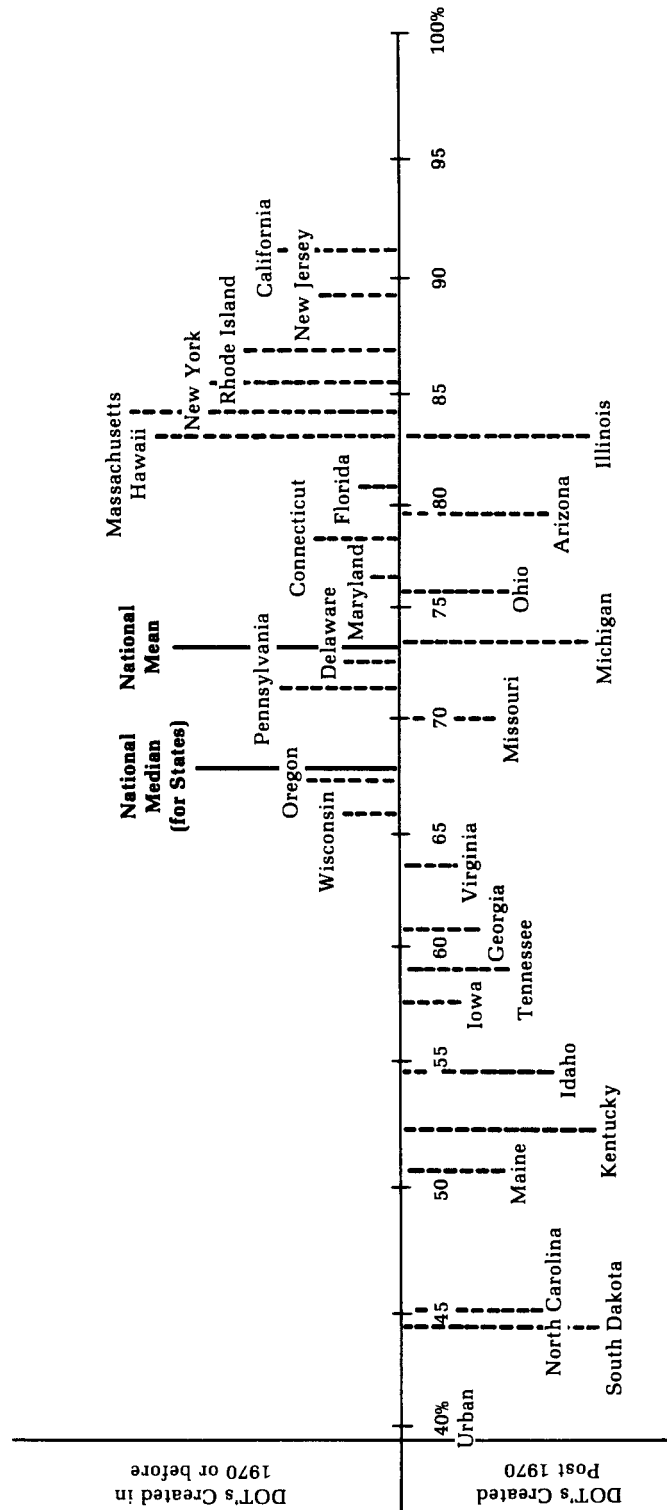 DOT's Created in
1970 or before
DOT's Created
Post 1970
National
Median
(for States)
National
Mean
Wisconsin
Oregon
Pennsylvania
Delaware
Maryland
Connecticut
Florida
Hawaii
Massachusetts
New York
Rhode Island
New Jersey
California
40%
45
50
55
60
65
70
75
80
85
90
95
100%
Urban
South Dakota
North Carolina
Maine
Kentucky
Idaho
Iowa
Tennessee
Georgia
Virginia
Missouri
Michigan
Ohio
Arizona
Illinois